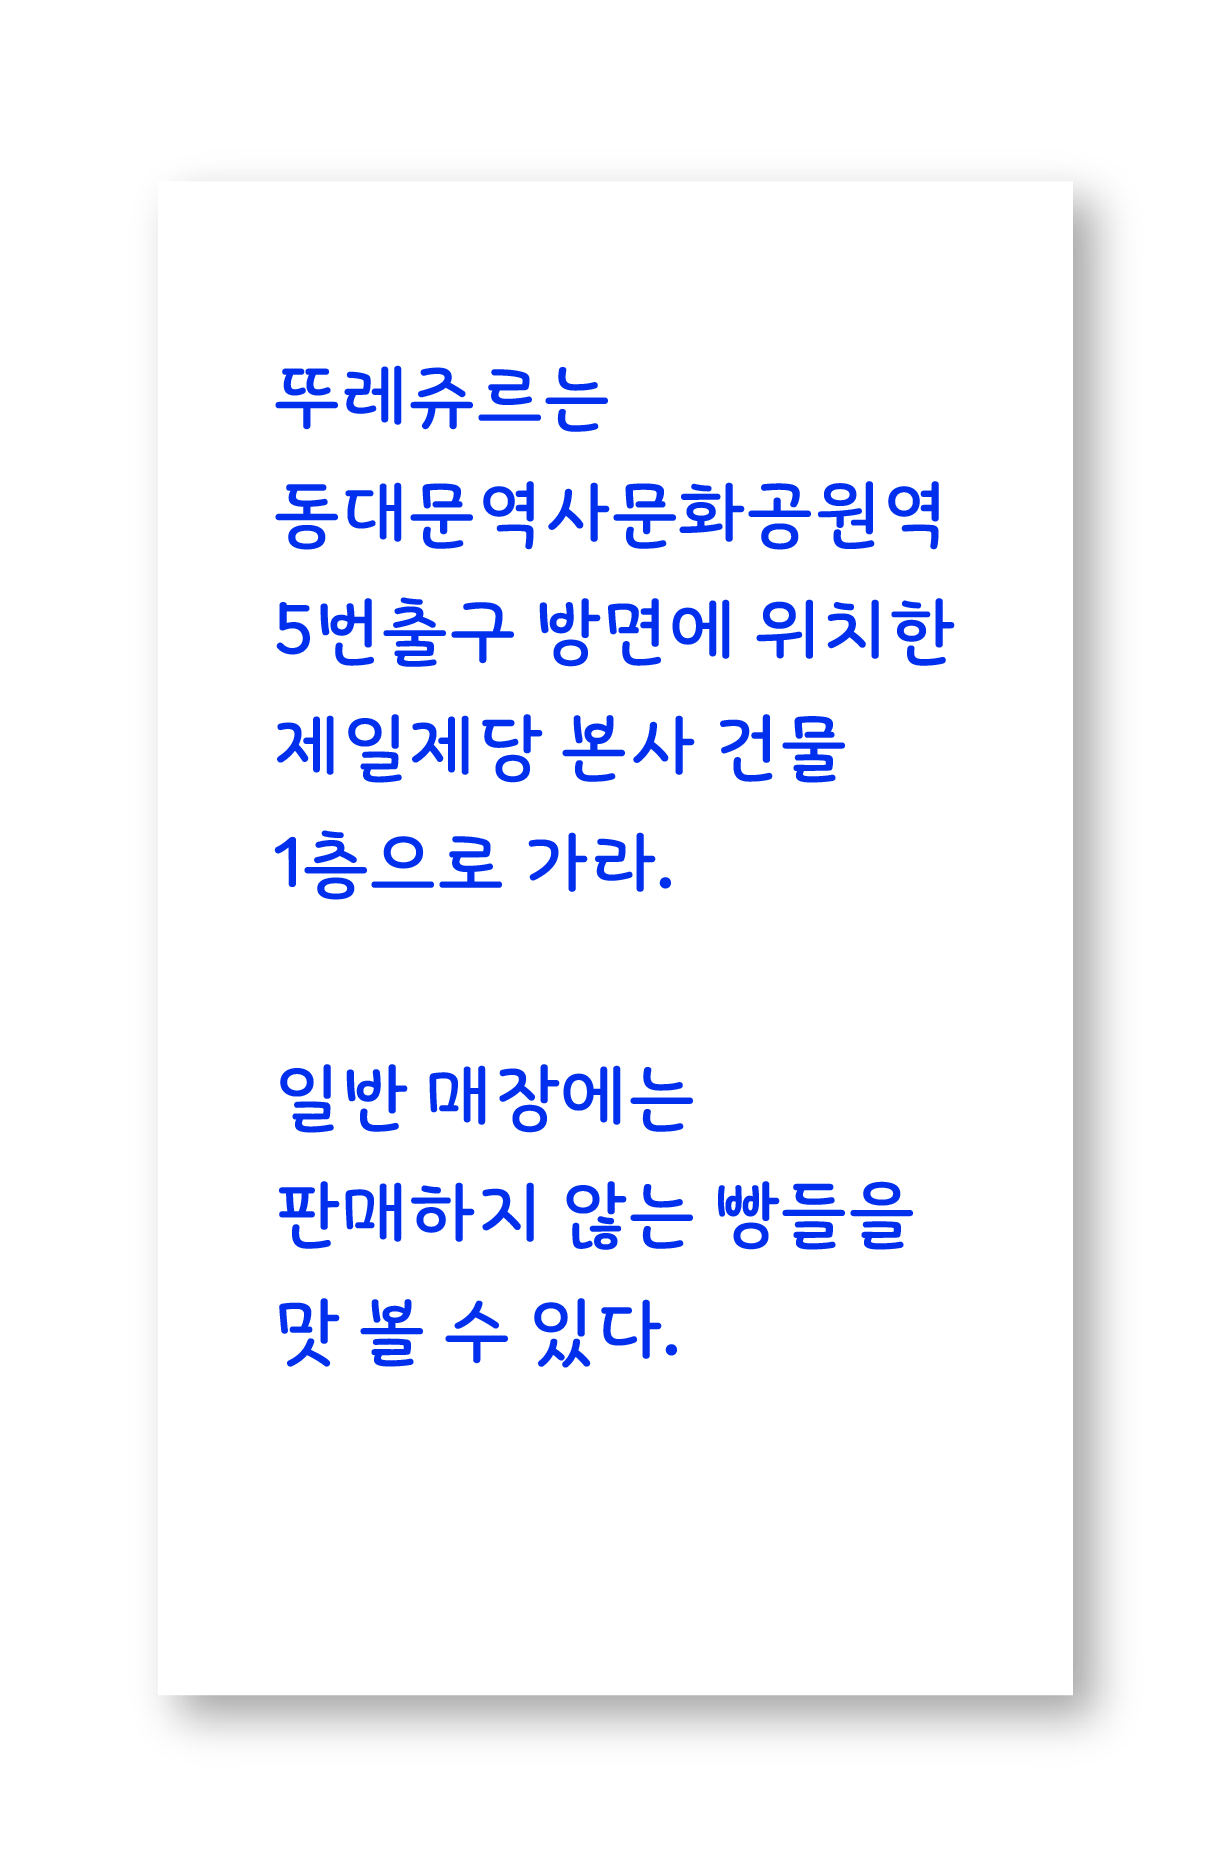 뚜레쥬르는
동대문역사문화공원역
5번출구 방면에 위치한
제일제당 본사 건물
1층으로 가라.
일반 매장에는
판매하지 않는 빵들을
맛 볼 수 있다.